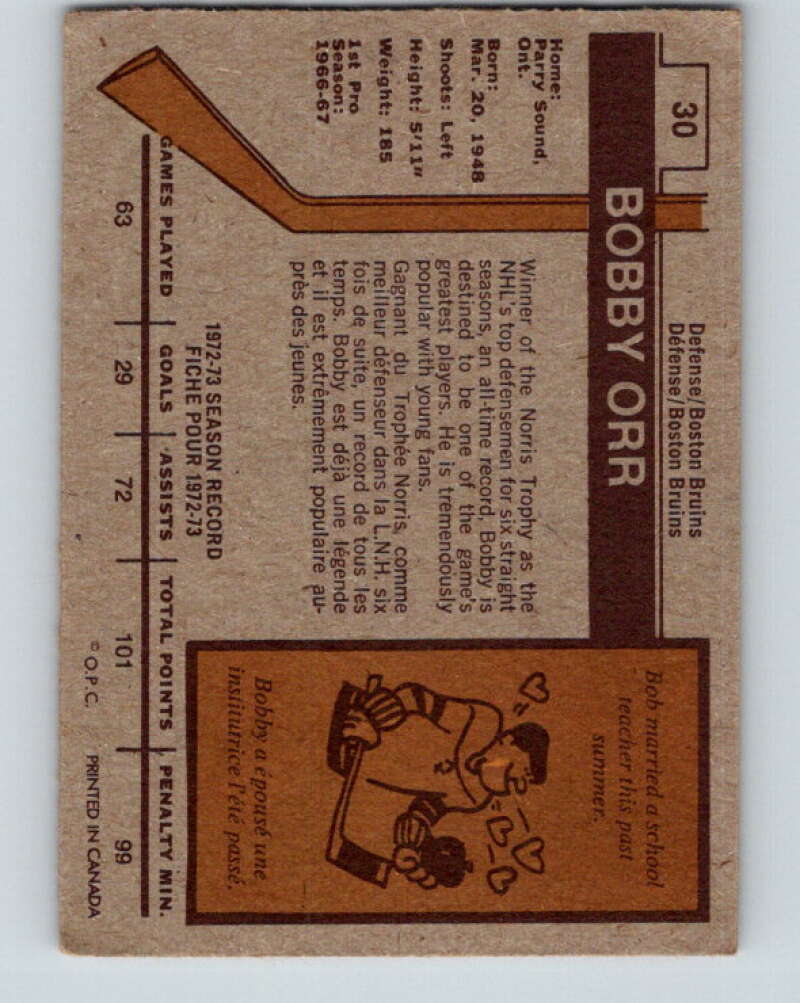 30
Defense/Boston Bruins
Défense/Boston Bruins
BOBBY ORR
Home:
Parry Sound,
Ont.
Born:
Mar. 20, 1948
Shoots: Left
Height: 5'11"
Weight: 185
1st Pro
Season:
1966-67
Winner of the Norris Trophy as the
NHL's top defensemen for six straight
seasons, an all-time record, Bobby is
destined to be one of the game's
greatest players. He is tremendously
popular with young fans.
Gagnant du Trophée Norris, comme
meilleur défenseur dans la L.N.H. six
fois de suite, un record de tous les
temps. Bobby est déjà une légende
et il est extrêmement populaire au-
près des jeunes.
Bob married a school
teacher this past
summer.
Bobby a épousé une
institutrice l'été passé.
1972-73 SEASON RECORD
FICHE POUR 1972-73
GAMES PLAYED GOALS ASSISTS TOTAL POINTS PENALTY MIN.
63 29 72 101 99
© O.P.C. PRINTED IN CANADA